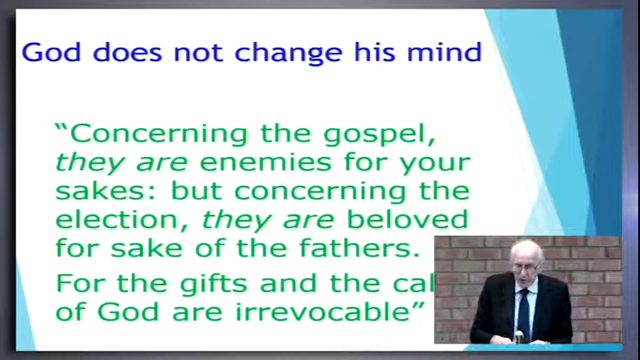 God does not change his mind
“Concerning the gospel,
they are enemies for your
sakes: but concerning the
election, they are beloved
for sake of the fathers.
For the gifts and the cal
of God are irrevocable”